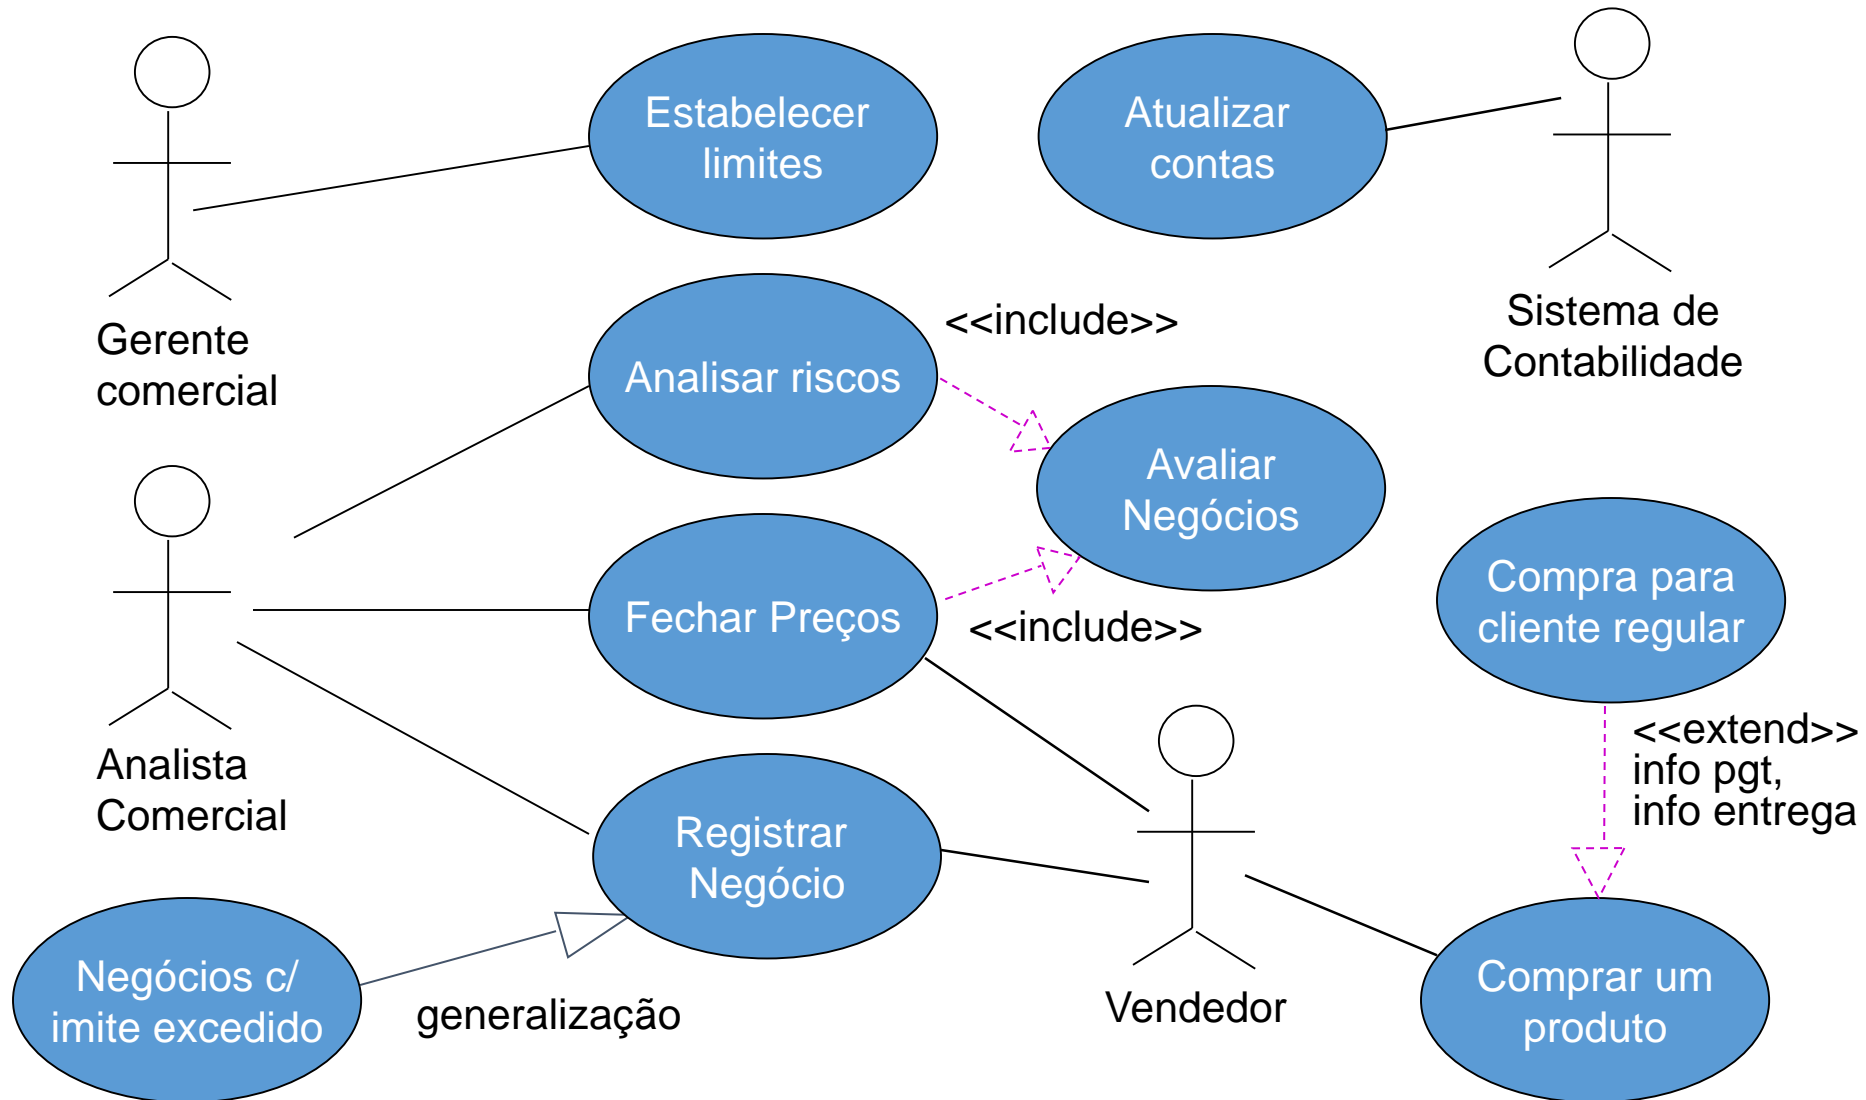 Estabelecer
limites
Atualizar
contas
Gerente
comercial
Sistema de
Contabilidade
Analisar riscos
<<include>>
Avaliar
Negócios
Fechar Preços
<<include>>
Compra para
cliente regular
Analista
Comercial
<<extend>>
info pgt,
info entrega
Registrar
Negócio
Negócios c/
imite excedido
generalização
Vendedor
Comprar um
produto